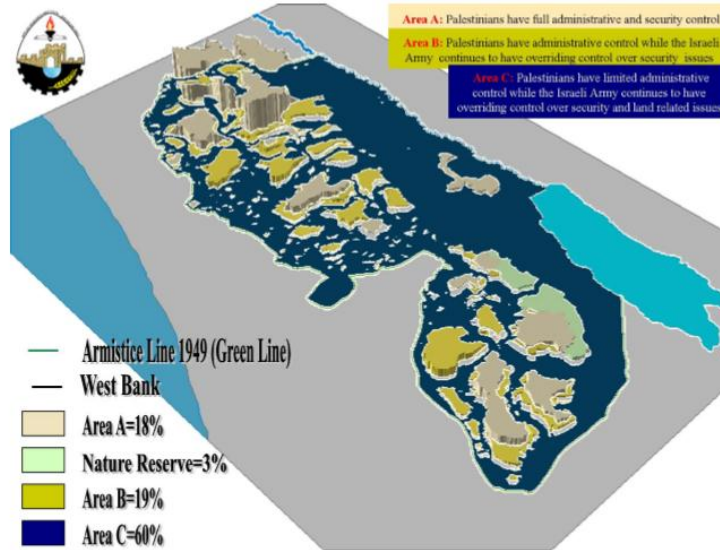 Area A: Palestinians have full administrative and security control
Area B: Palestinians have administrative control while the Israeli
Army continues to have overriding control over security issues
Area C: Palestinians have limited administrative
control while the Israeli Army continues to have
overriding control over security and land related issues
Armistice Line 1949 (Green Line)
West Bank
Area A=18%
Nature Reserve=3%
Area B=19%
Area C=60%